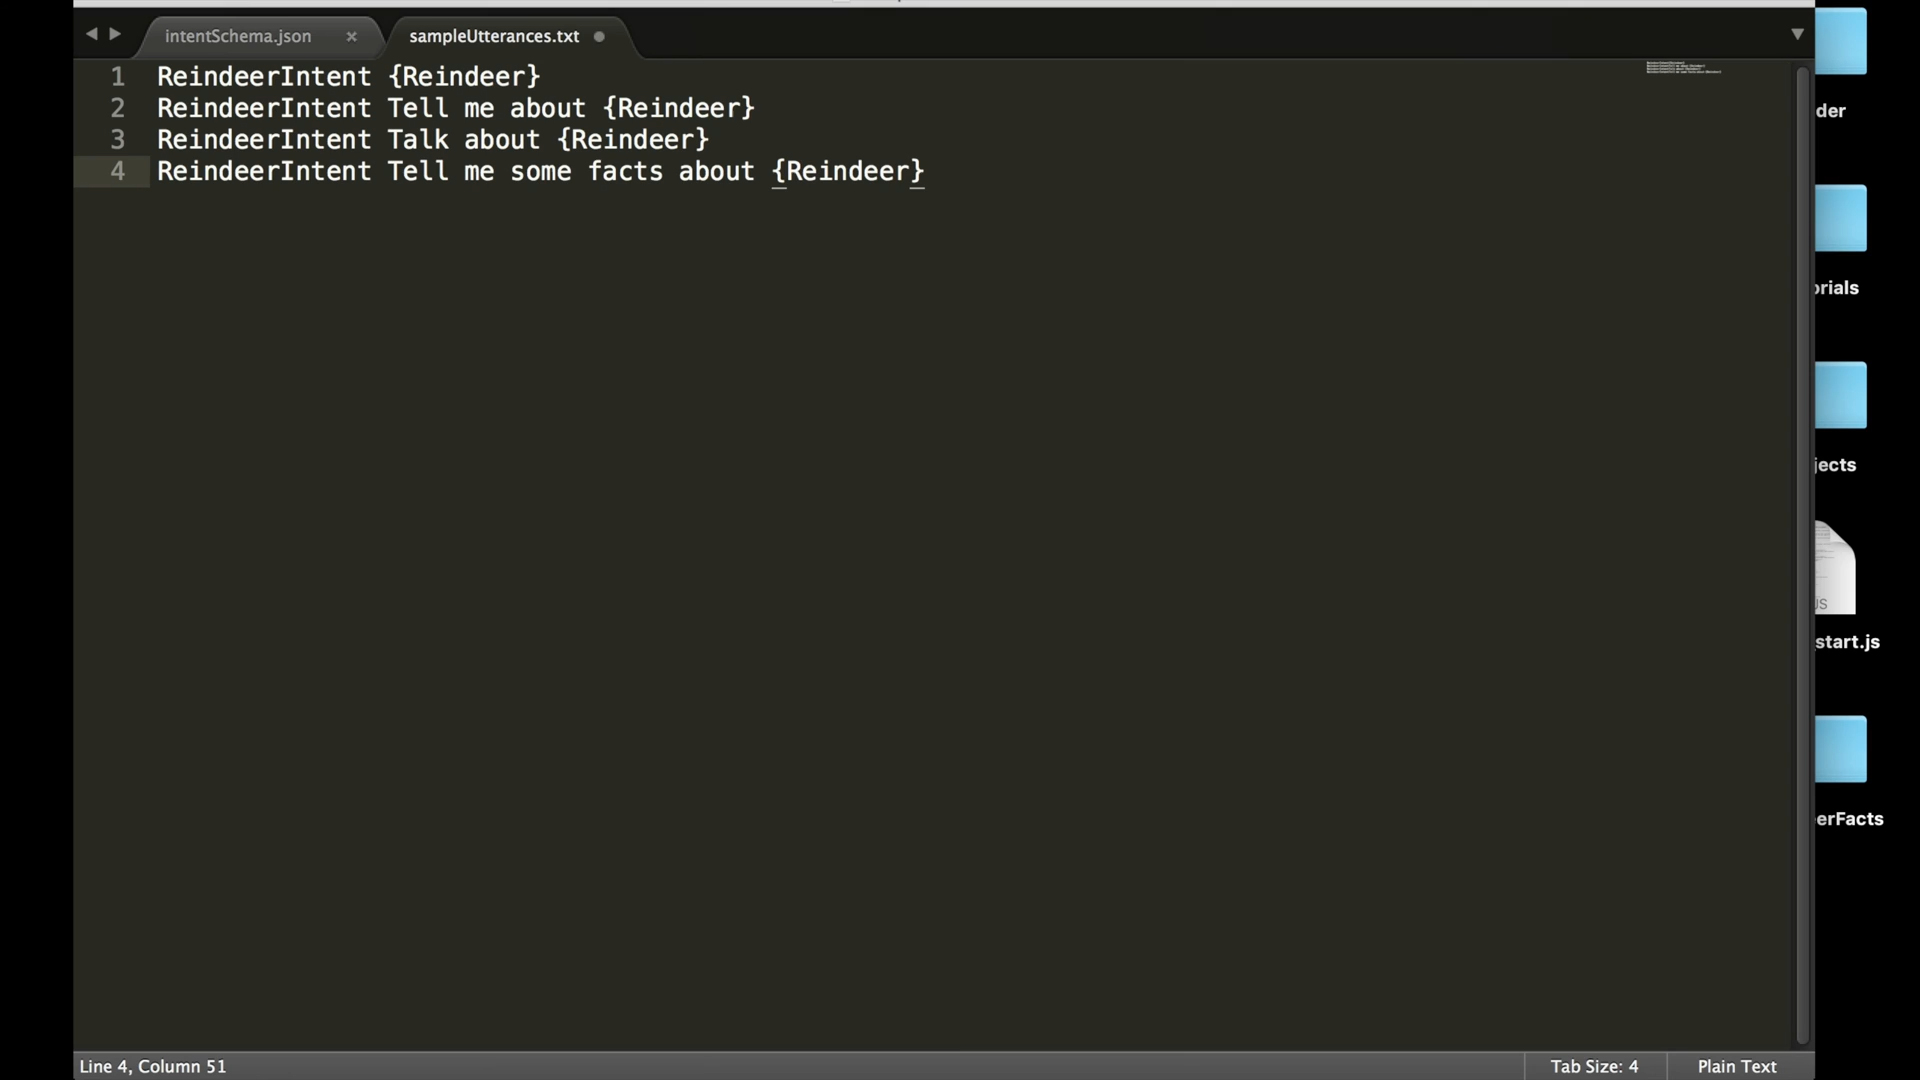 intentSchema.json ×
sampleUtterances.txt
1 ReindeerIntent {Reindeer}
2 ReindeerIntent Tell me about {Reindeer}
3 ReindeerIntent Talk about {Reindeer}
4 ReindeerIntent Tell me some facts about {Reindeer}
der
orials
jects
JS
start.js
erFacts
Line 4, Column 51
Tab Size: 4
Plain Text